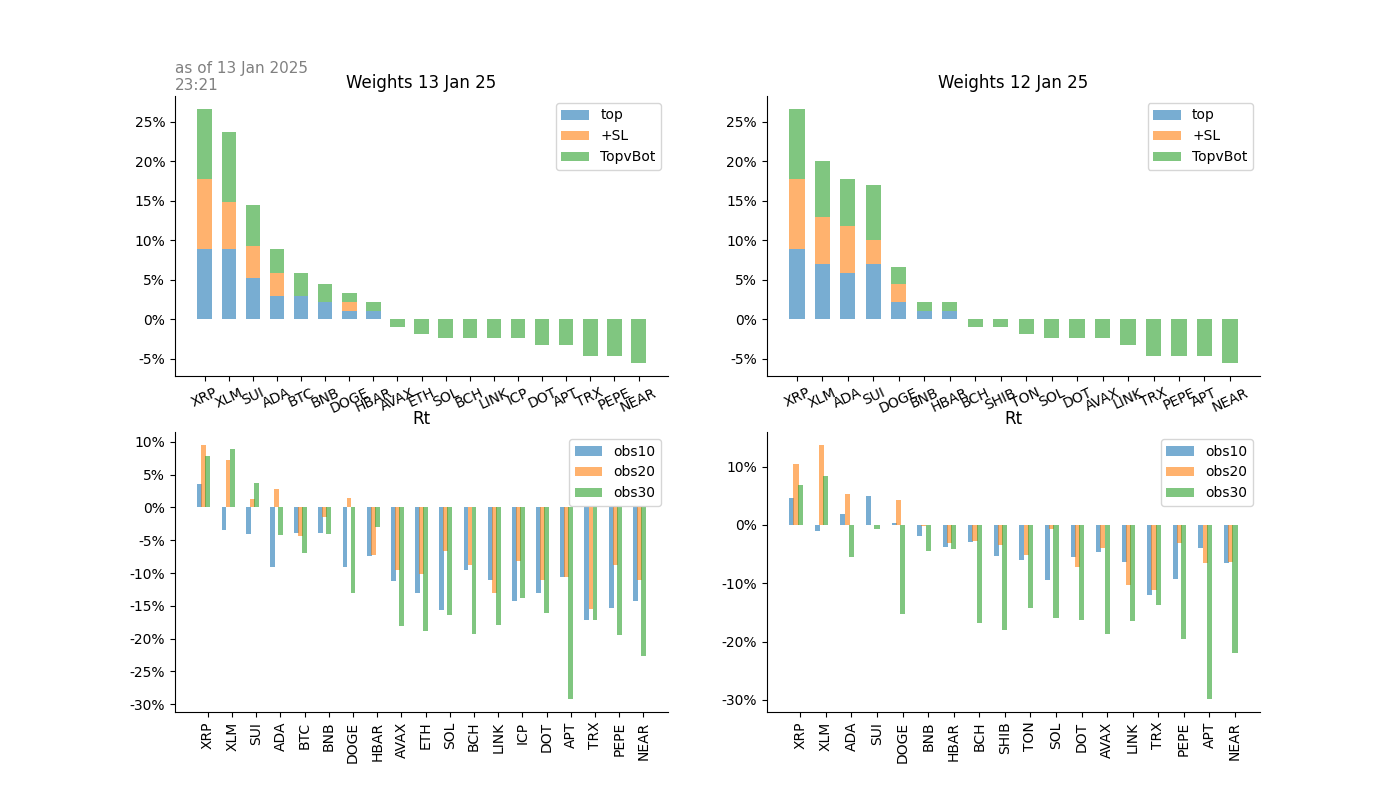 as of 13 Jan 2025
23:21
Weights 13 Jan 25
25%
20%
15%
10%
5%
0%
-5%
top
+SL
TopvBot
XRP XLM SUI ADA BTC BNB DOGE HBAR AVAX ETH SOL BCH LINK ICP DOT APT TRX PEPE NEAR
Weights 12 Jan 25
25%
20%
15%
10%
5%
0%
-5%
top
+SL
TopvBot
XRP XLM ADA SUI DOGE BNB HBAR BCH SHIB TON SOL DOT AVAX LINK TRX PEPE APT NEAR
Rt
10%
5%
0%
-5%
-10%
-15%
-20%
-25%
-30%
obs10
obs20
obs30
XRP XLM SUI ADA BTC BNB DOGE HBAR AVAX ETH SOL BCH LINK ICP DOT APT TRX PEPE NEAR
Rt
10%
0%
-10%
-20%
-30%
obs10
obs20
obs30
XRP XLM ADA SUI DOGE BNB HBAR BCH SHIB TON SOL DOT AVAX LINK TRX PEPE APT NEAR